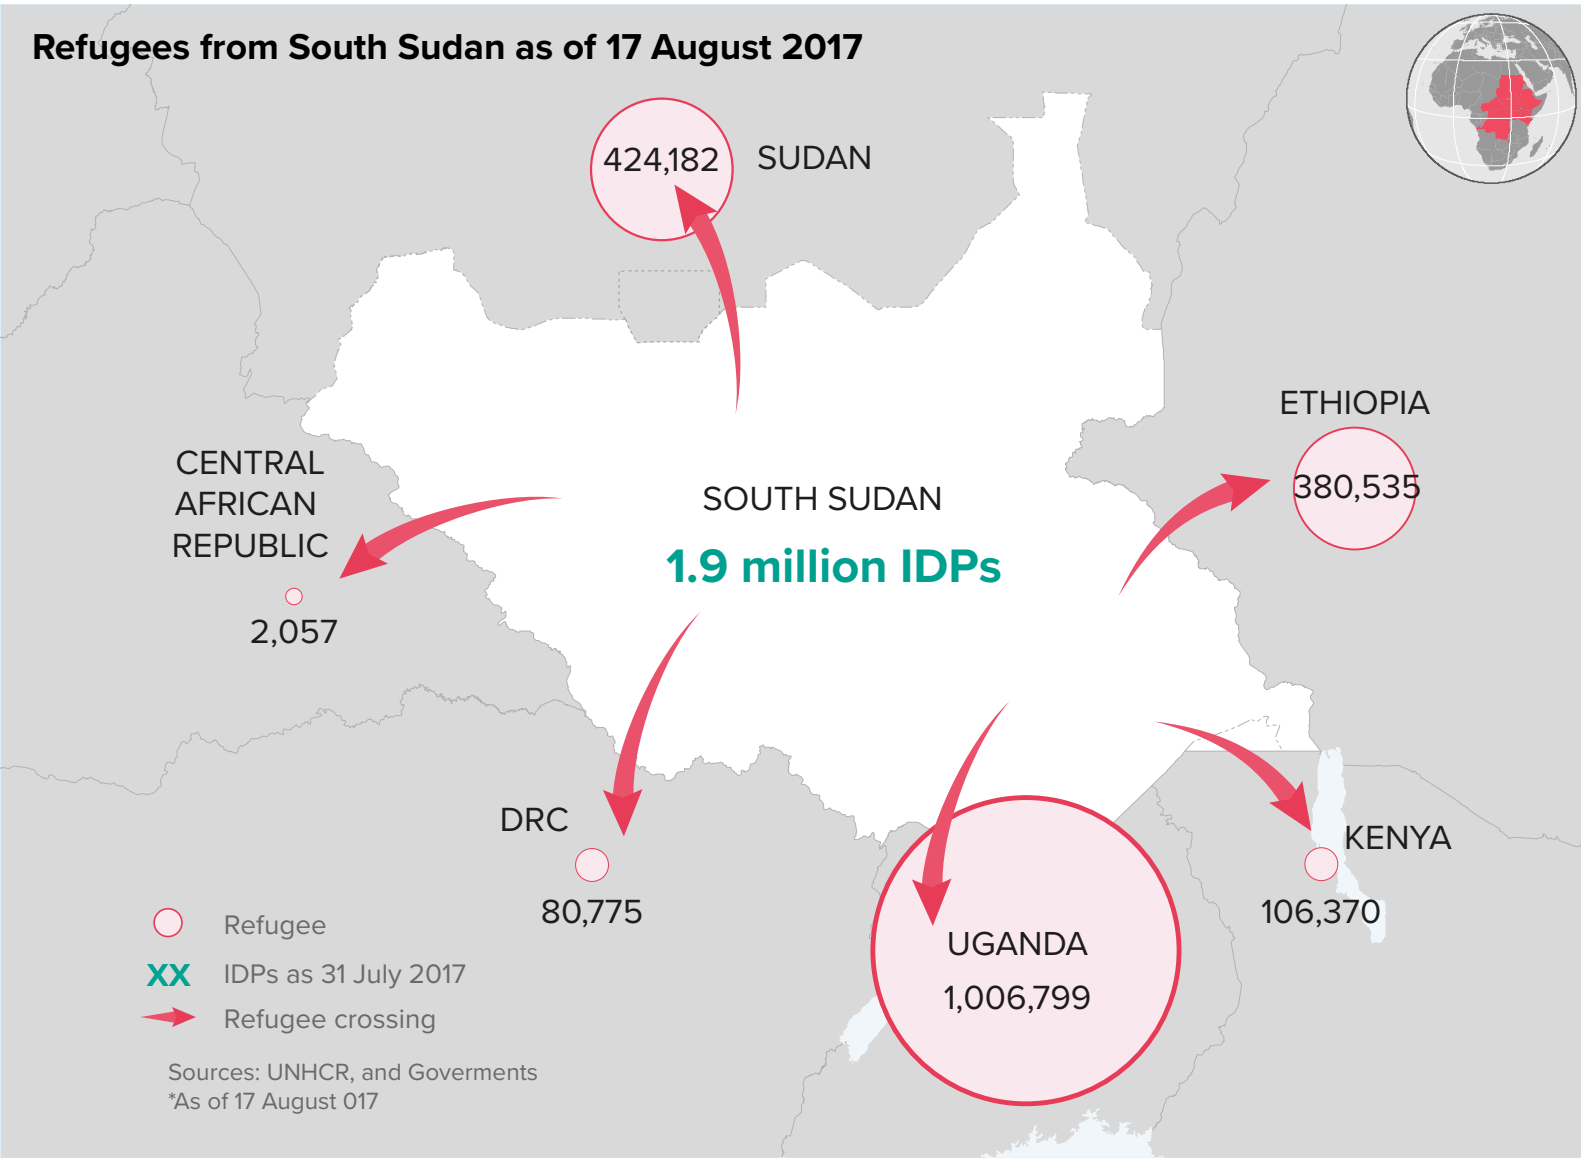 Refugees from South Sudan as of 17 August 2017
424,182
SUDAN
ETHIOPIA
380,535
CENTRAL
AFRICAN
REPUBLIC
2,057
SOUTH SUDAN
1.9 million IDPs
DRC
80,775
UGANDA
1,006,799
KENYA
106,370
Refugee
XX IDPs as 31 July 2017
Refugee crossing
Sources: UNHCR, and Goverments
*As of 17 August 017